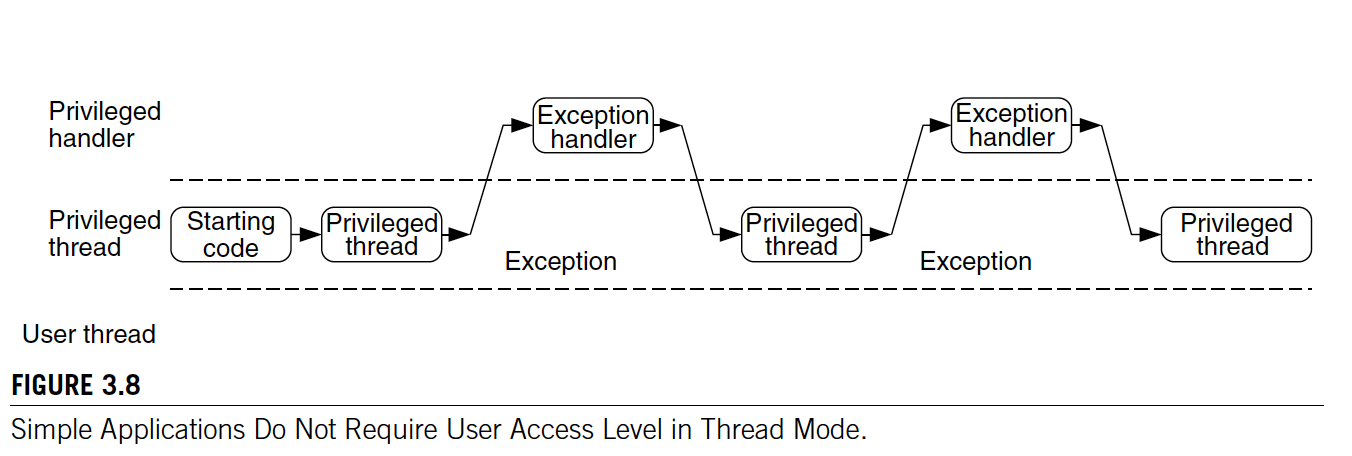 Privileged
handler
Exception
handler
Exception
handler
Privileged
thread
Starting
code
Privileged
thread
Exception
Privileged
thread
Exception
Privileged
thread
User thread
FIGURE 3.8
Simple Applications Do Not Require User Access Level in Thread Mode.